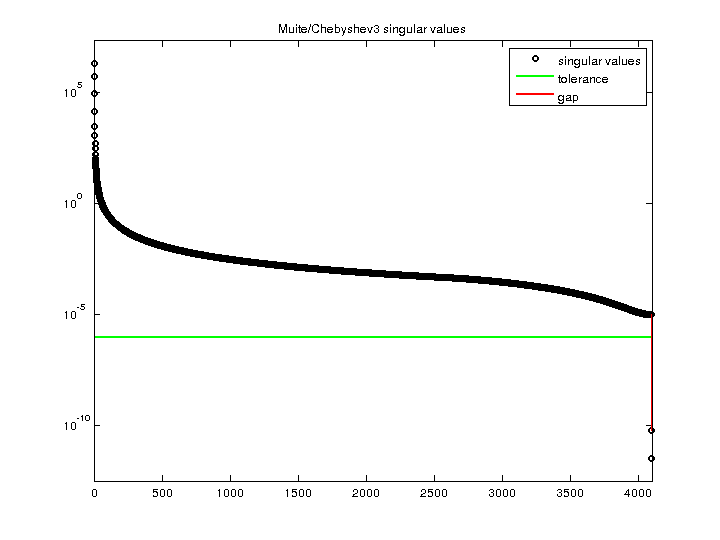 Muite/Chebyshev3 singular values
singular values
tolerance
gap
10^5
10^0
10^-5
10^-10
0 500 1000 1500 2000 2500 3000 3500 4000